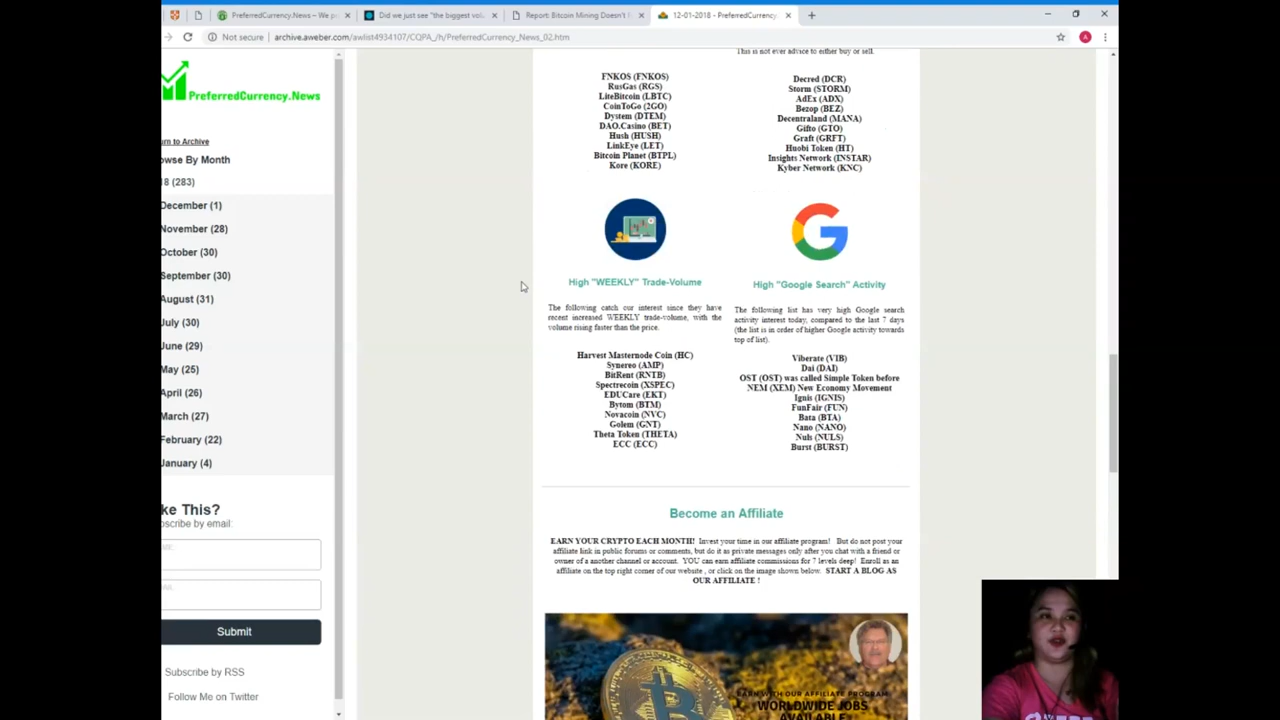 PreferredCurrency.News – We p
Did we just see "the biggest volu
Report: Bitcoin Mining Doesn't F
12-01-2018 - PreferredCurrency.
Not secure | archive.aweber.com/awlist4934107/CQPA_/h/PreferredCurrency_News_02.htm
PreferredCurrency.News
rn to Archive
owse By Month
18 (283)
December (1)
November (28)
October (30)
September (30)
August (31)
July (30)
June (29)
May (25)
April (26)
March (27)
February (22)
January (4)
ke This?
bscribe by email:
Submit
Subscribe by RSS
Follow Me on Twitter
This is not ever advice to either buy or sell.
FNKOS (FNKOS)
RusGas (RGS)
LiteBitcoin (LBTC)
CoinToGo (2GO)
Dystem (DTEM)
DAO.Casino (BET)
Hush (HUSH)
LinkEye (LET)
Bitcoin Planet (BTPL)
Kore (KORE)
Decred (DCR)
Storm (STORM)
AdEx (ADX)
Bezop (BEZ)
Decentraland (MANA)
Gifto (GTO)
Graft (GRFT)
Huobi Token (HT)
Insights Network (INSTAR)
Kyber Network (KNC)
High "WEEKLY" Trade-Volume
The following catch our interest since they have
recent increased WEEKLY trade-volume, with the
volume rising faster than the price.
Harvest Masternode Coin (HC)
Synereo (AMP)
BitRent (RNTB)
Spectrecoin (XSPEC)
EDUCare (EKT)
Bytom (BTM)
Novacoin (NVC)
Golem (GNT)
Theta Token (THETA)
ECC (ECC)
High "Google Search" Activity
The following list has very high Google search
activity interest today, compared to the last 7 days
(the list is in order of higher Google activity towards
top of list).
Viberate (VIB)
Dai (DAI)
OST (OST) was called Simple Token before
NEM (XEM) New Economy Movement
Ignis (IGNIS)
FunFair (FUN)
Bata (BTA)
Nano (NANO)
Nuls (NULS)
Burst (BURST)
Become an Affiliate
EARN YOUR CRYPTO EACH MONTH! Invest your time in our affiliate program! But do not post your
affiliate link in public forums or comments, but do it as private messages only after you chat with a friend or
owner of another channel or account. YOU can earn affiliate commissions for 7 levels deep! Enroll as an
affiliate on the top right corner of our website , or click on the image shown below. START A BLOG AS
OUR AFFILIATE !
EARN WITH OUR AFFILIATE PROGRAM
WORLDWIDE JOBS
AVAILABLE